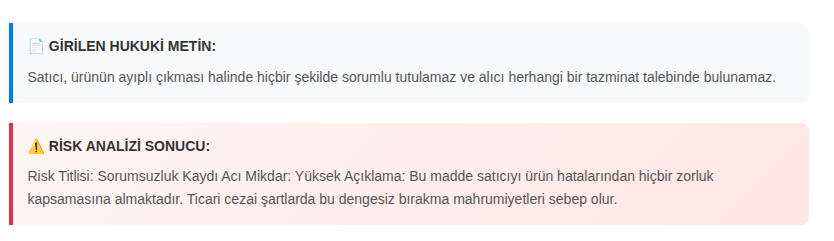 📄 GİRİLEN HUKUKİ METİN:
Satıcı, ürünün ayıplı çıkması halinde hiçbir şekilde sorumlu tutulamaz ve alıcı herhangi bir tazminat talebinde bulunamaz.
⚠️ RİSK ANALİZİ SONUCU:
Risk Titlisi: Sorumsuzluk Kaydı Acı Mikdar: Yüksek Açıklama: Bu madde satıcıyı ürün hatalarından hiçbir zorluk
kapsamasına almaktadır. Ticari cezai şartlarda bu dengesiz bırakma mahrumiyetleri sebep olur.